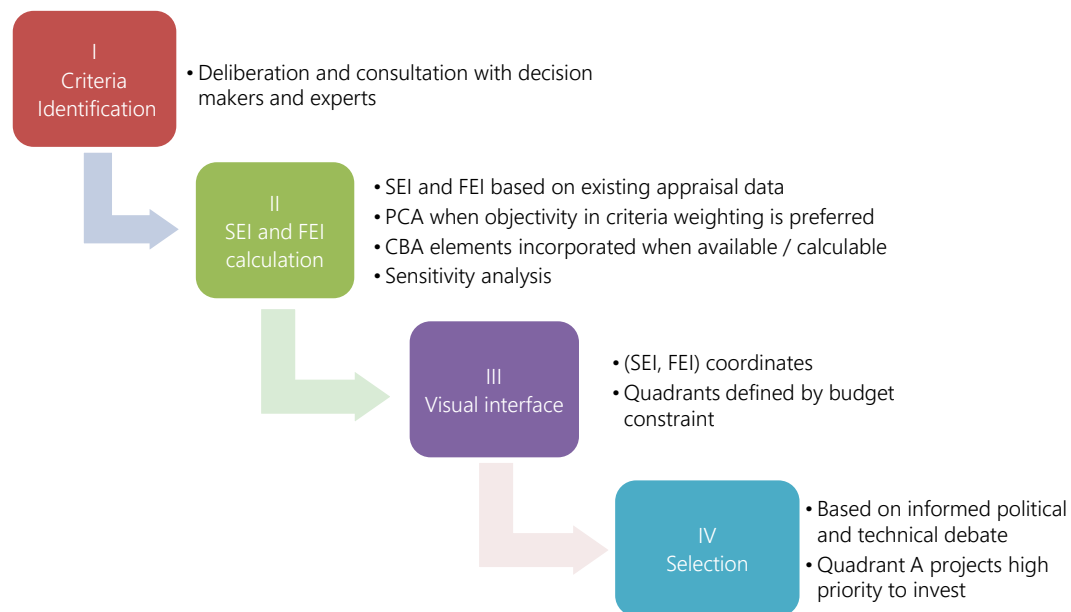 I
Criteria
Identification
• Deliberation and consultation with decision
makers and experts
II
SEI and FEI
calculation
• SEI and FEI based on existing appraisal data
• PCA when objectivity in criteria weighting is preferred
• CBA elements incorporated when available / calculable
• Sensitivity analysis
III
Visual interface
• (SEI, FEI) coordinates
• Quadrants defined by budget
constraint
IV
Selection
• Based on informed political
and technical debate
• Quadrant A projects high
priority to invest